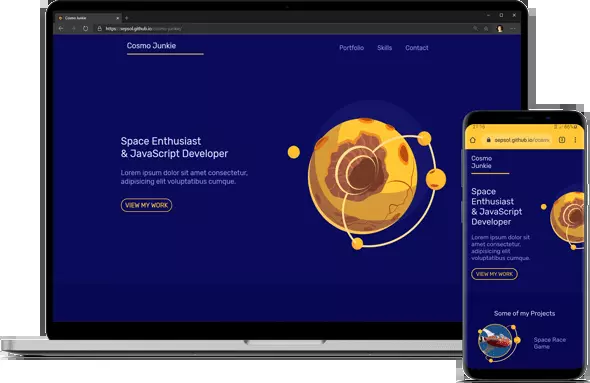 Cosmo Junkie
https://sepsol.github.io/cosmo-junkie/
Cosmo Junkie
Portfolio Skills Contact
Space Enthusiast
& JavaScript Developer
Lorem ipsum dolor sit amet consectetur,
adipisicing elit voluptatibus cumque.
VIEW MY WORK
sepsol.github.io/cosmo
Cosmo
Junkie
Space
Enthusiast
& JavaScript
Developer
Lorem ipsum dolor sit
amet consectetur,
adipisicing elit
voluptatibus cumque.
VIEW MY WORK
Some of my Projects
Space Race
Game